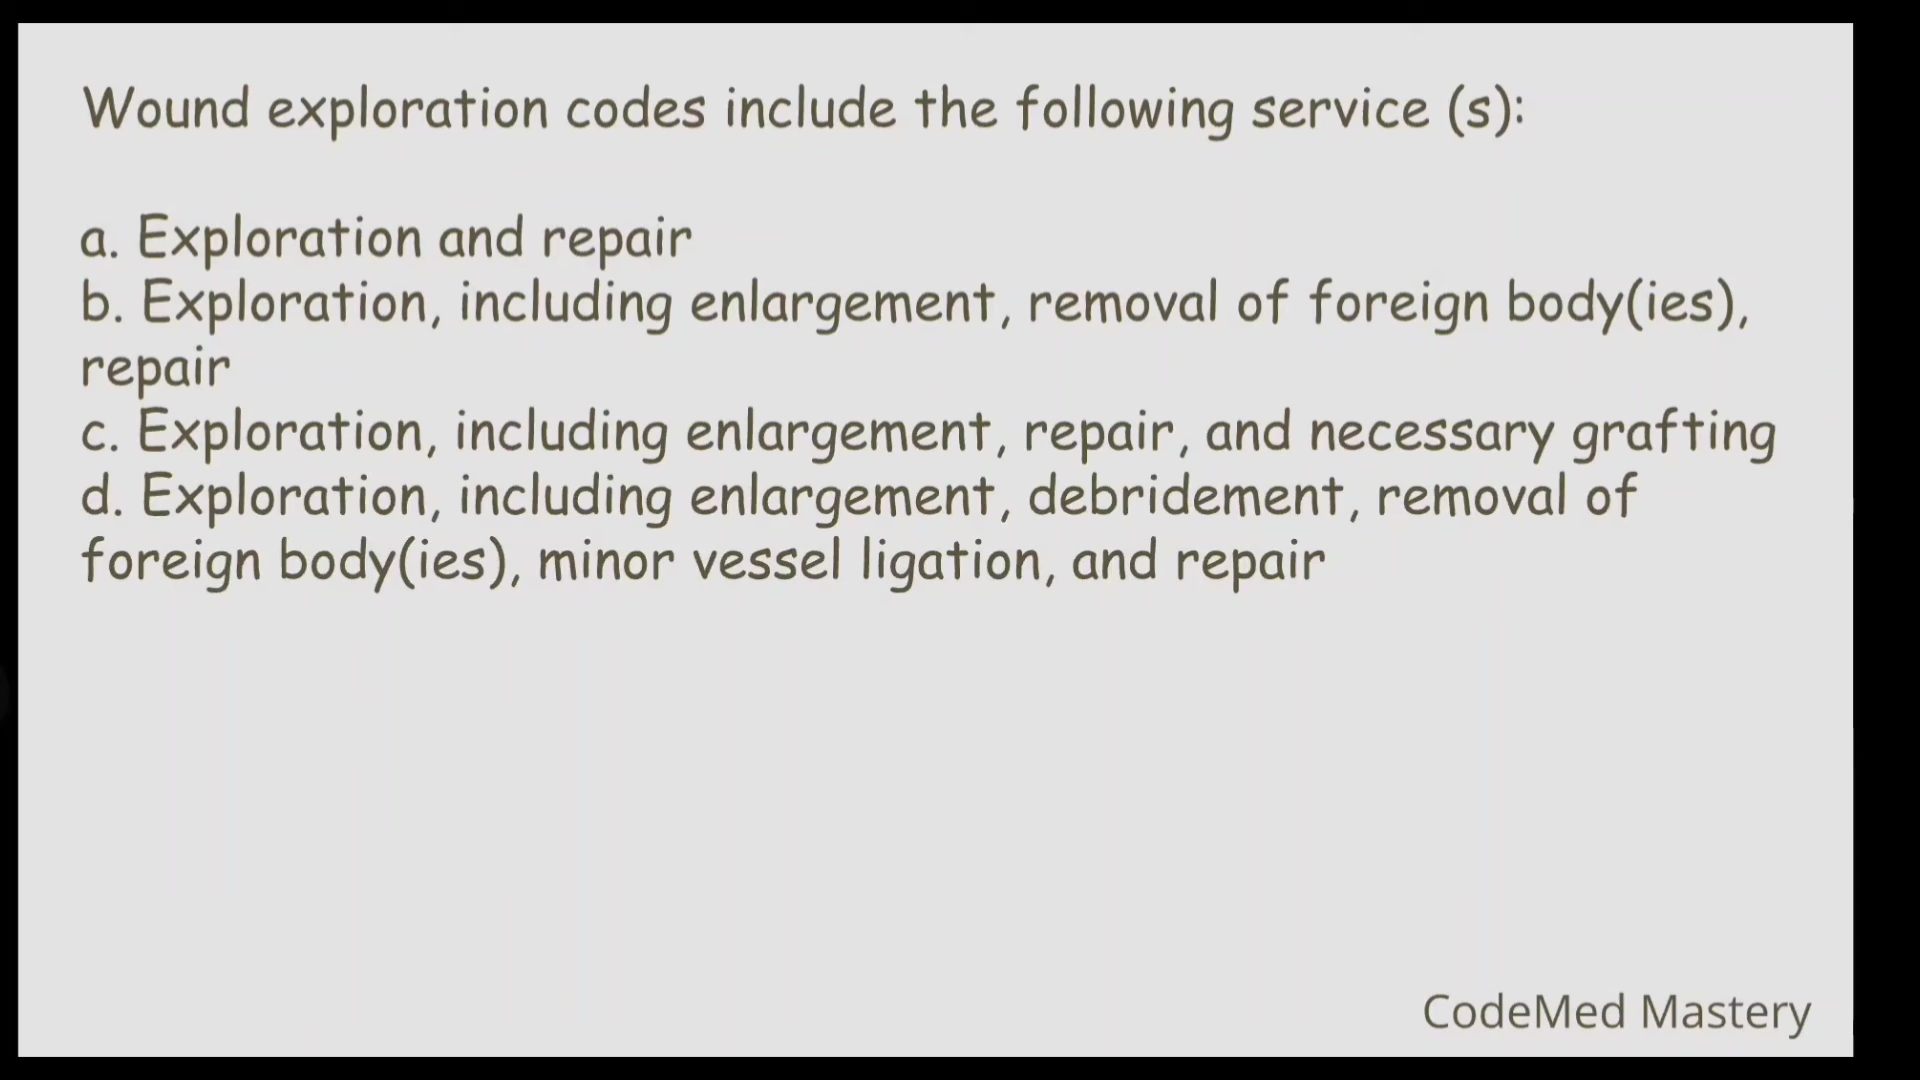 Wound exploration codes include the following service (s):
a. Exploration and repair
b. Exploration, including enlargement, removal of foreign body(ies),
repair
c. Exploration, including enlargement, repair, and necessary grafting
d. Exploration, including enlargement, debridement, removal of
foreign body(ies), minor vessel ligation, and repair
CodeMed Mastery